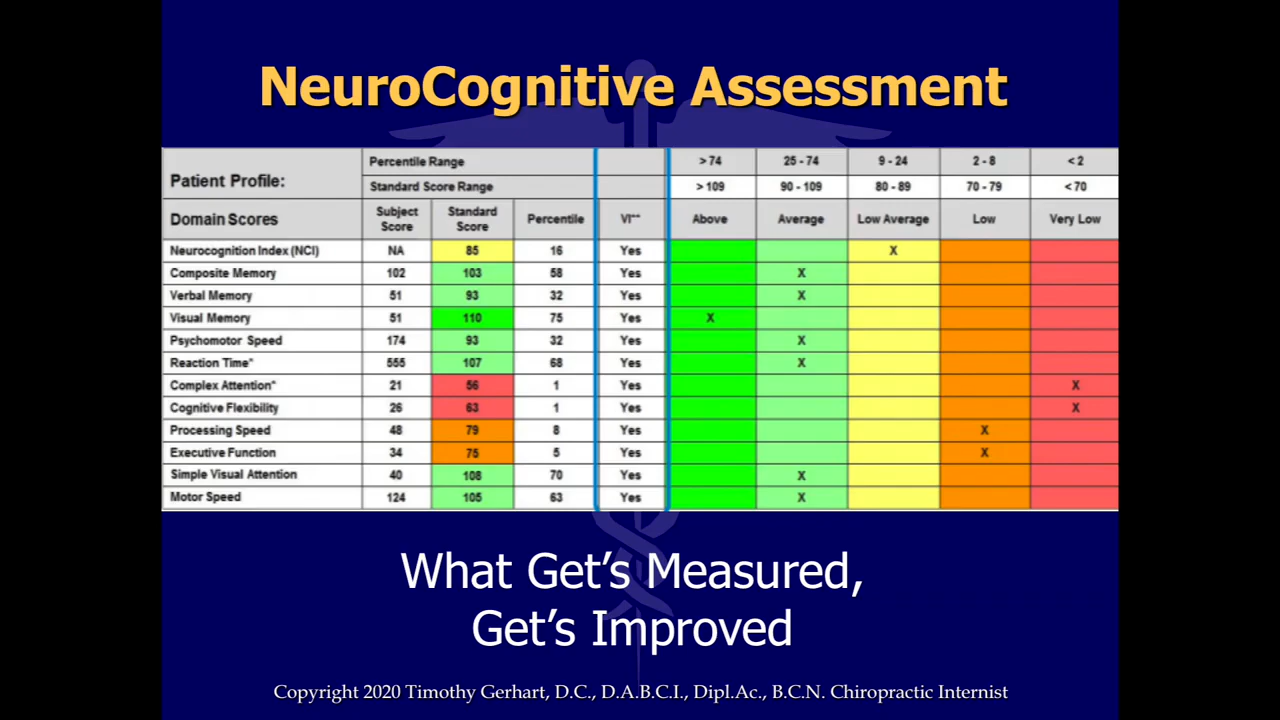 NeuroCognitive Assessment
Patient Profile: Percentile Range > 74 25 - 74 9 - 24 2 - 8 < 2
Standard Score Range > 109 90 - 109 80 - 89 70 - 79 < 70
Domain Scores Subject Score Standard Score Percentile VI** Above Average Low Average Low Very Low
Neurocognition Index (NCI) NA 85 16 Yes X
Composite Memory 102 103 58 Yes X
Verbal Memory 51 93 32 Yes X
Visual Memory 51 110 75 Yes X
Psychomotor Speed 174 93 32 Yes X
Reaction Time* 555 107 68 Yes X
Complex Attention* 21 56 1 Yes X
Cognitive Flexibility 26 63 1 Yes X
Processing Speed 48 79 8 Yes X
Executive Function 34 75 5 Yes X
Simple Visual Attention 40 108 70 Yes X
Motor Speed 124 105 63 Yes X
What Get’s Measured,
Get’s Improved
Copyright 2020 Timothy Gerhart, D.C., D.A.B.C.I., Dipl.Ac., B.C.N. Chiropractic Internist